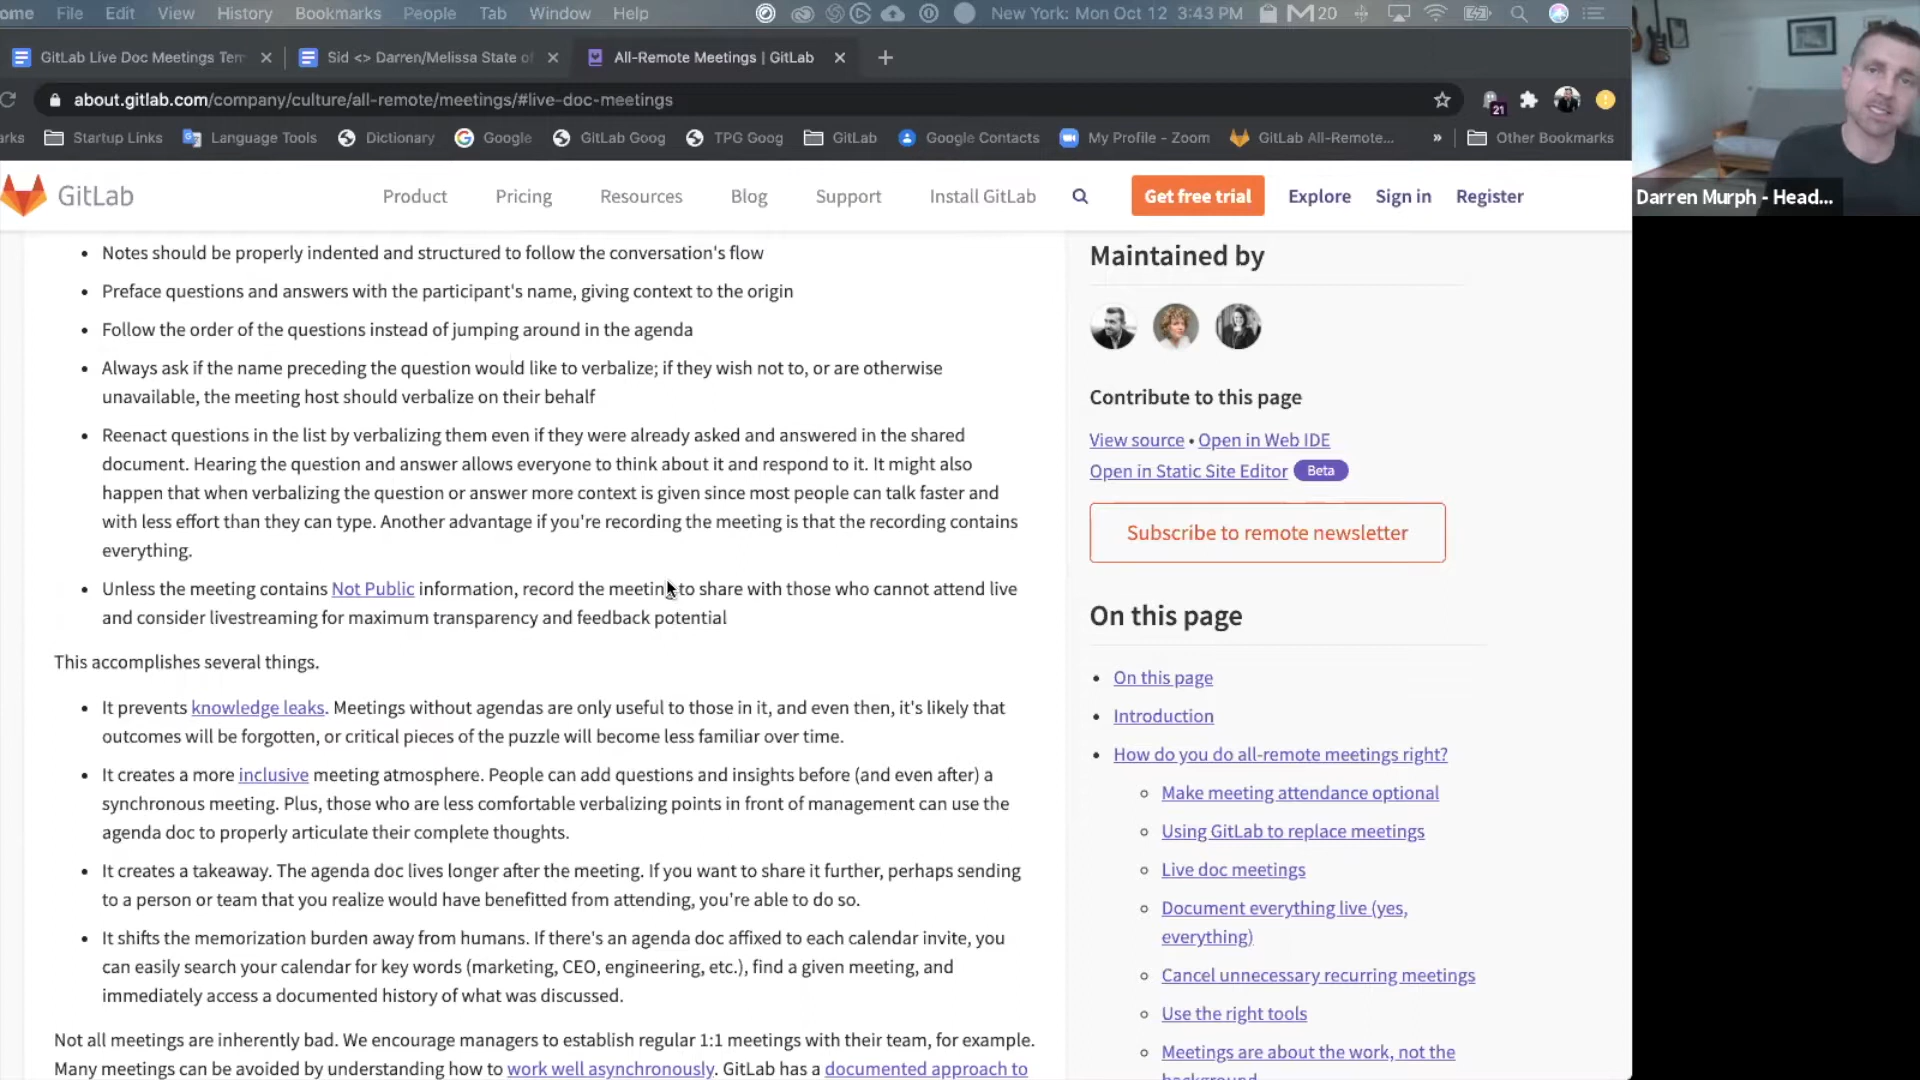 ome File Edit View History Bookmarks People Tab Window Help
20 New York: Mon Oct 12 3:43 PM
GitLab Live Doc Meetings Tem
Sid <> Darren/Melissa State of
All-Remote Meetings | GitLab
about.gitlab.com/company/culture/all-remote/meetings/#live-doc-meetings
21
arks Startup Links Language Tools Dictionary Google GitLab Goog TPG Goog GitLab Google Contacts My Profile - Zoom GitLab All-Remote... » Other Bookmarks
Darren Murph - Head...
GitLab
Product Pricing Resources Blog Support Install GitLab Get free trial Explore Sign in Register
Notes should be properly indented and structured to follow the conversation's flow
Preface questions and answers with the participant's name, giving context to the origin
Follow the order of the questions instead of jumping around in the agenda
Always ask if the name preceding the question would like to verbalize; if they wish not to, or are otherwise
unavailable, the meeting host should verbalize on their behalf
Reenact questions in the list by verbalizing them even if they were already asked and answered in the shared
document. Hearing the question and answer allows everyone to think about it and respond to it. It might also
happen that when verbalizing the question or answer more context is given since most people can talk faster and
with less effort than they can type. Another advantage if you're recording the meeting is that the recording contains
everything.
Unless the meeting contains Not Public information, record the meeting to share with those who cannot attend live
and consider livestreaming for maximum transparency and feedback potential
This accomplishes several things.
It prevents knowledge leaks. Meetings without agendas are only useful to those in it, and even then, it's likely that
outcomes will be forgotten, or critical pieces of the puzzle will become less familiar over time.
It creates a more inclusive meeting atmosphere. People can add questions and insights before (and even after) a
synchronous meeting. Plus, those who are less comfortable verbalizing points in front of management can use the
agenda doc to properly articulate their complete thoughts.
It creates a takeaway. The agenda doc lives longer after the meeting. If you want to share it further, perhaps sending
to a person or team that you realize would have benefitted from attending, you're able to do so.
It shifts the memorization burden away from humans. If there's an agenda doc affixed to each calendar invite, you
can easily search your calendar for key words (marketing, CEO, engineering, etc.), find a given meeting, and
immediately access a documented history of what was discussed.
Not all meetings are inherently bad. We encourage managers to establish regular 1:1 meetings with their team, for example.
Many meetings can be avoided by understanding how to work well asynchronously. GitLab has a documented approach to
Maintained by
Contribute to this page
View source • Open in Web IDE
Open in Static Site Editor Beta
Subscribe to remote newsletter
On this page
On this page
Introduction
How do you do all-remote meetings right?
Make meeting attendance optional
Using GitLab to replace meetings
Live doc meetings
Document everything live (yes,
everything)
Cancel unnecessary recurring meetings
Use the right tools
Meetings are about the work, not the
background